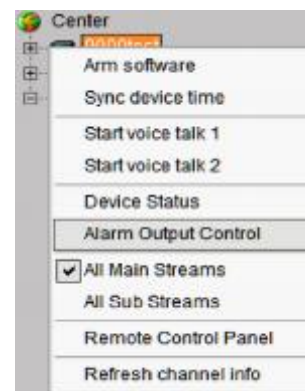 Center
0000test
Arm software
Sync device time
Start voice talk 1
Start voice talk 2
Device Status
Alarm Output Control
All Main Streams
All Sub Streams
Remote Control Panel
Refresh channel info